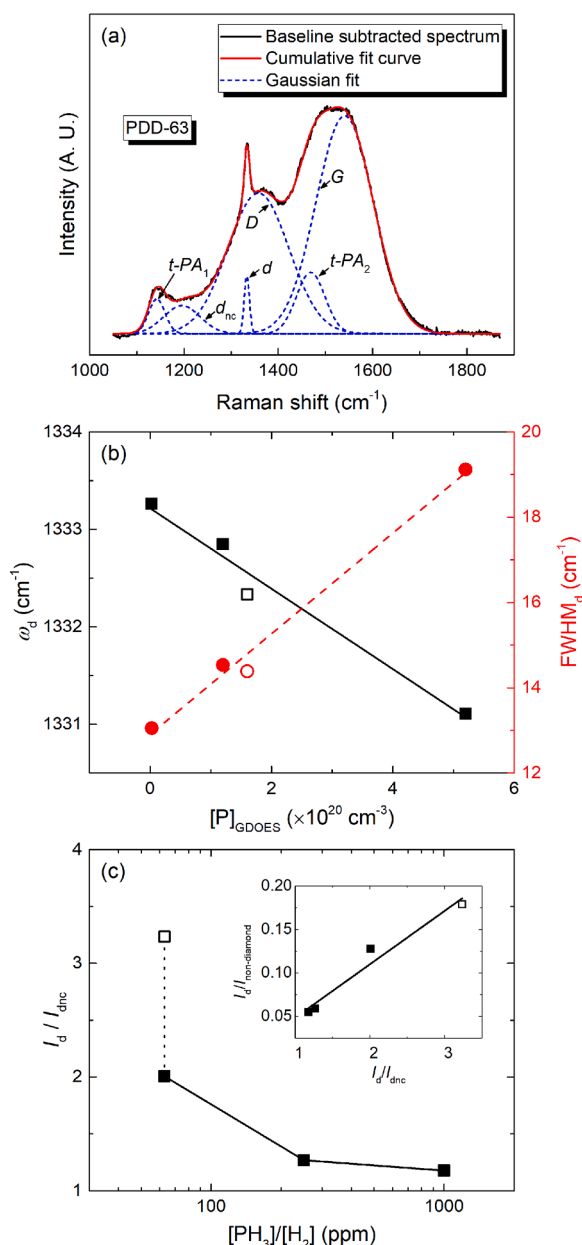 (a)
Baseline subtracted spectrum
Cumulative fit curve
Gaussian fit
PDD-63
Intensity (A. U.)
t-PA1
dnc
D
d
G
t-PA2
1000 1200 1400 1600 1800
Raman shift (cm-1)
(b)
1334
1333
1332
1331
ωd (cm-1)
20
18
16
14
12
FWHMd (cm-1)
0 2 4 6
[P]GDOES (×10^20 cm-3)
(c)
4
3
2
1
Id / Idnc
0.20
0.15
0.10
0.05
Id/Inon-diamond
1 2 3
Id/Idnc
100 1000
[PH3]/[H2] (ppm)